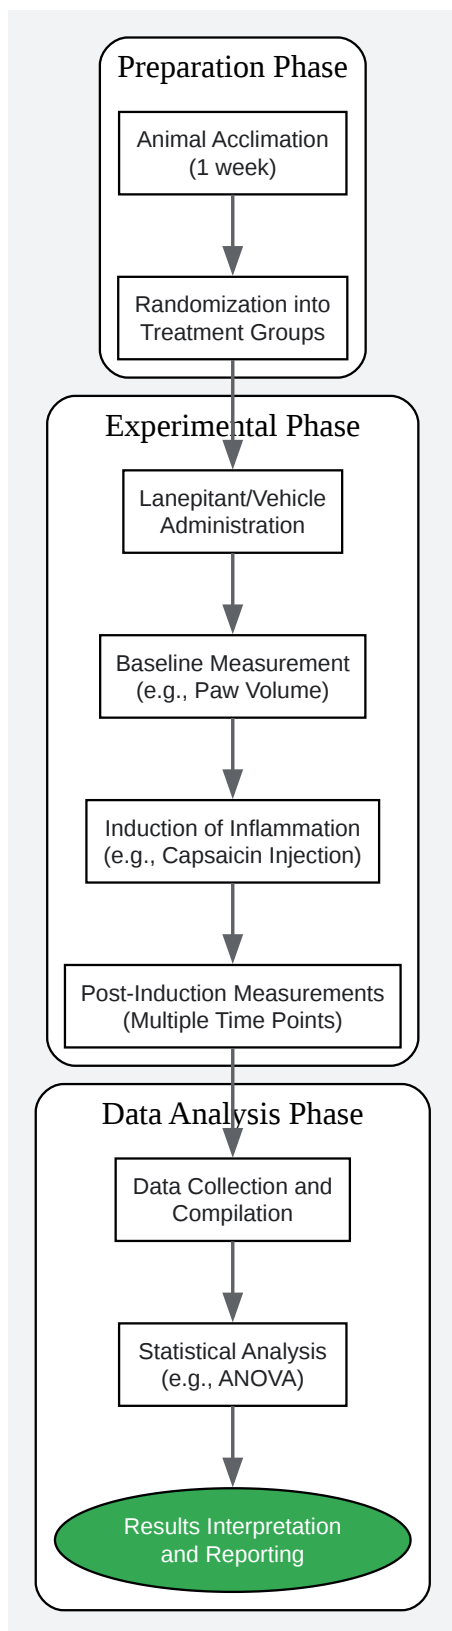 Preparation Phase
Animal Acclimation
(1 week)
Randomization into
Treatment Groups
Experimental Phase
Lanepitant/Vehicle
Administration
Baseline Measurement
(e.g., Paw Volume)
Induction of Inflammation
(e.g., Capsaicin Injection)
Post-Induction Measurements
(Multiple Time Points)
Data Analysis Phase
Data Collection and
Compilation
Statistical Analysis
(e.g., ANOVA)
Results Interpretation
and Reporting